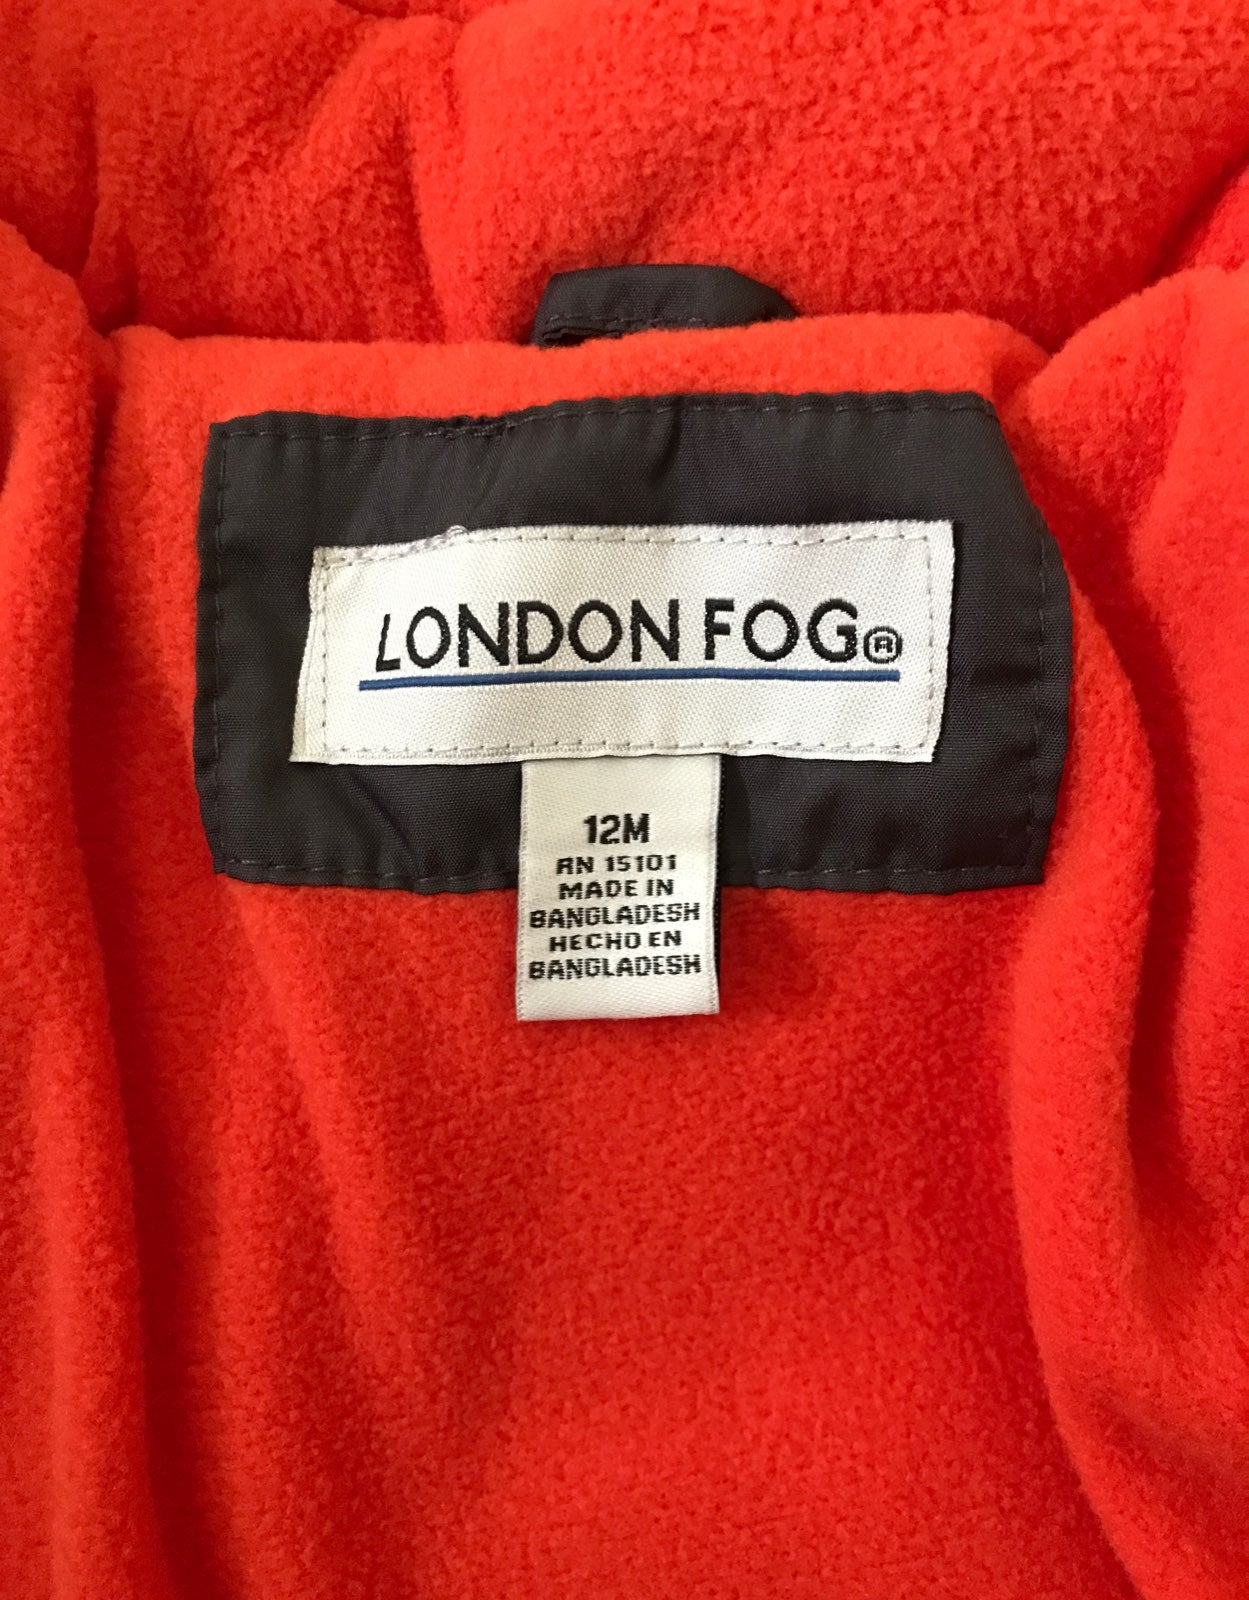 LONDON FOG®
12M
RN 15101
MADE IN
BANGLADESH
HECHO EN
BANGLADESH